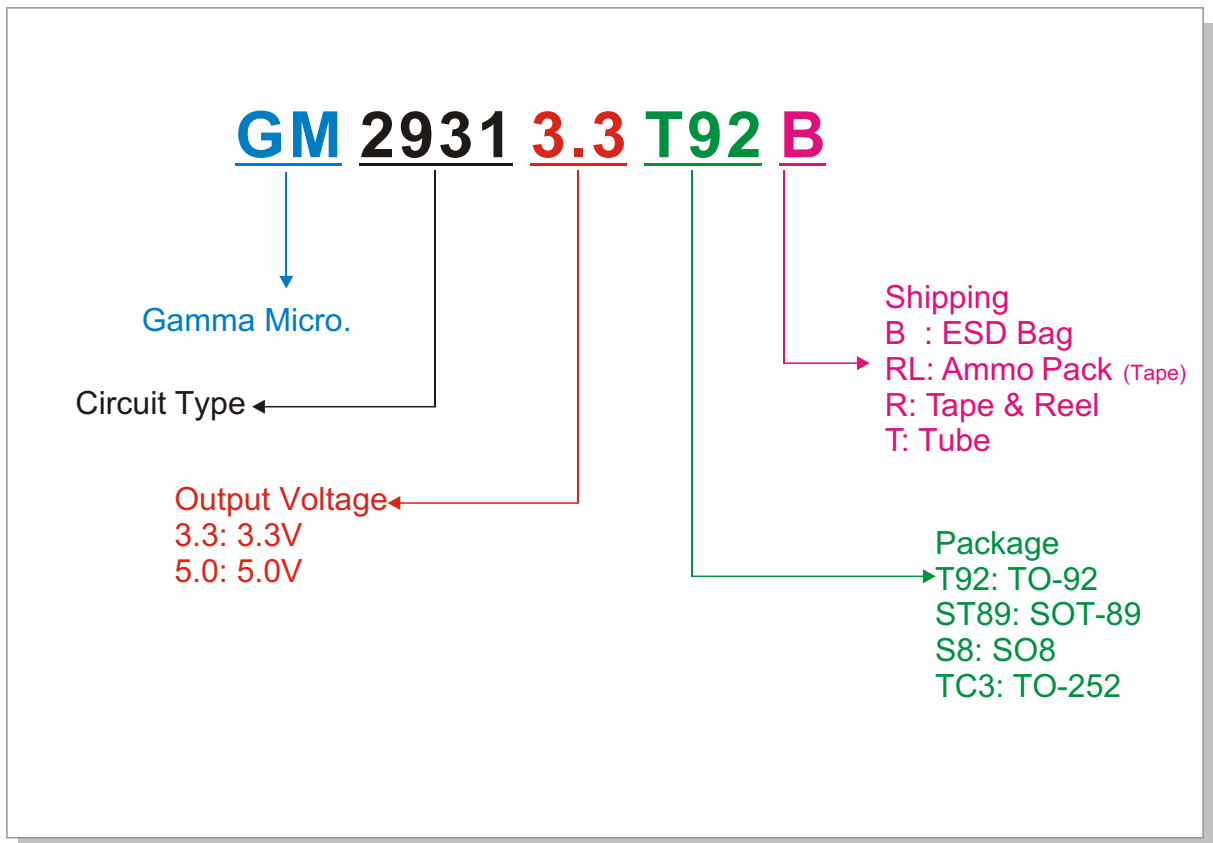 GM 2931 3.3 T92 B
Gamma Micro.
Circuit Type
Output Voltage
3.3: 3.3V
5.0: 5.0V
Shipping
B : ESD Bag
RL: Ammo Pack (Tape)
R: Tape & Reel
T: Tube
Package
T92: TO-92
ST89: SOT-89
S8: SO8
TC3: TO-252